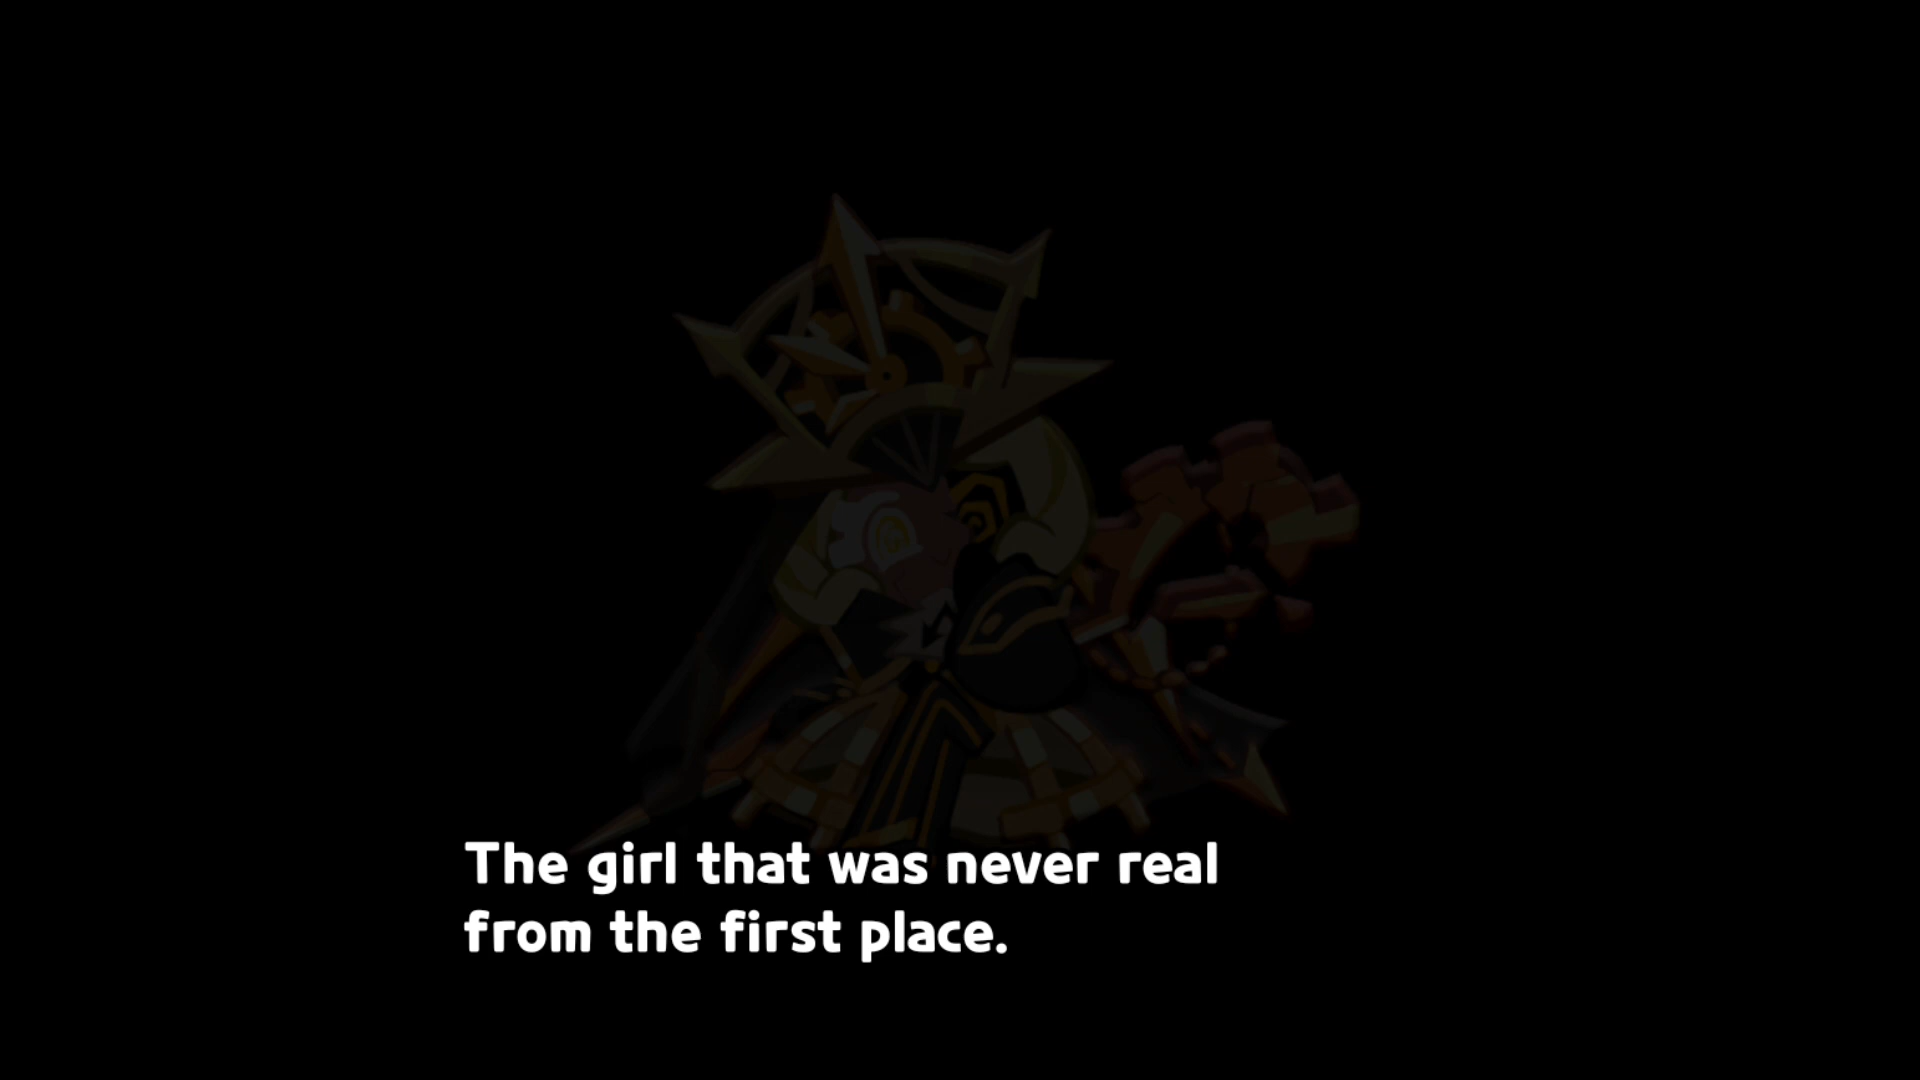 The girl that was never real
from the first place.